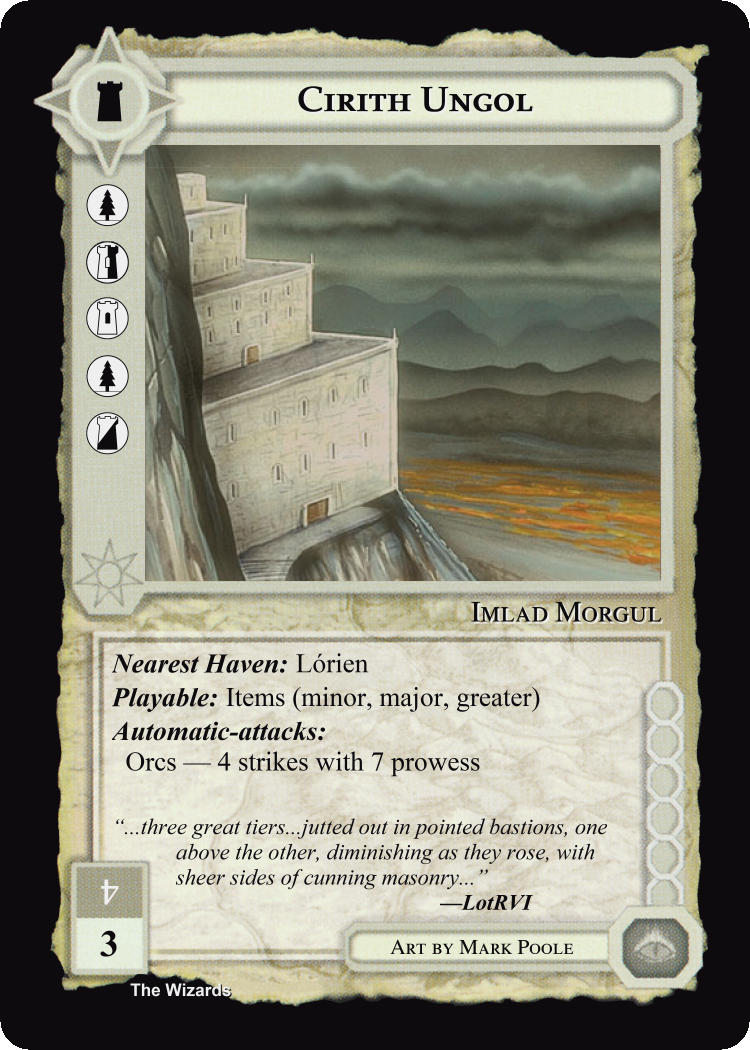 Cirith Ungol
Imlad Morgul
Nearest Haven: Lórien
Playable: Items (minor, major, greater)
Automatic-attacks:
Orcs — 4 strikes with 7 prowess
“...three great tiers...jutted out in pointed bastions, one
above the other, diminishing as they rose, with
sheer sides of cunning masonry...”
—LotRVI
4
3
Art by Mark Poole
The Wizards